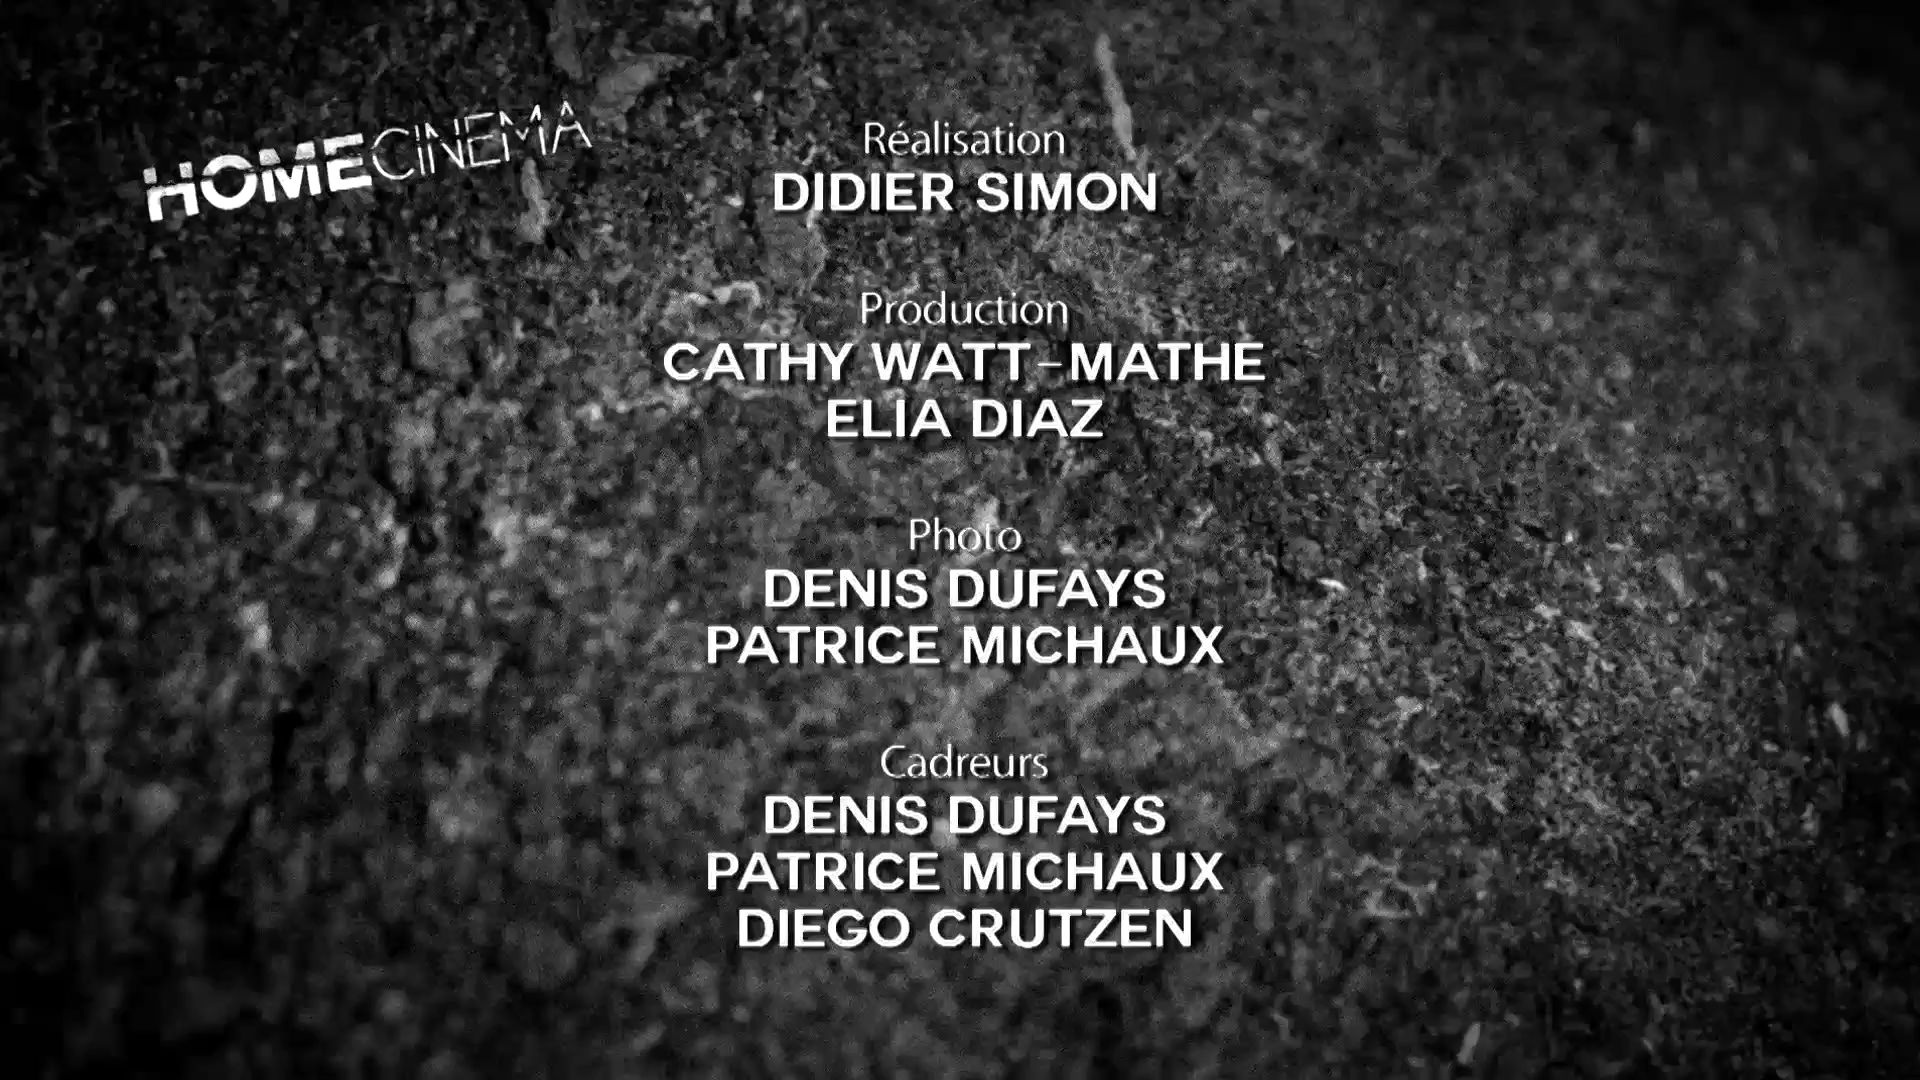 HOMECINEMA
Réalisation
DIDIER SIMON
Production
CATHY WATT-MATHE
ELIA DIAZ
Photo
DENIS DUFAYS
PATRICE MICHAUX
Cadreurs
DENIS DUFAYS
PATRICE MICHAUX
DIEGO CRUTZEN